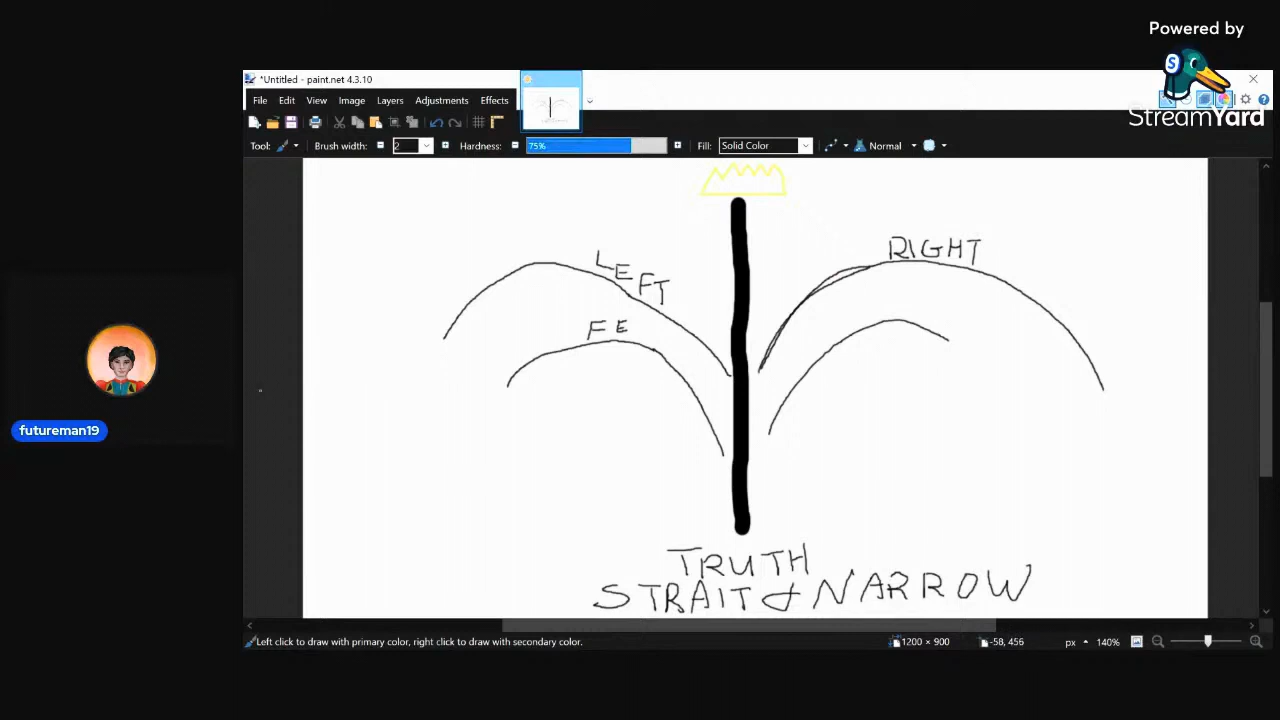 Powered by
StreamYard
*Untitled - paint.net 4.3.10
File Edit View Image Layers Adjustments Effects
Tool: Brush width: 2 Hardness: 75% Fill: Solid Color Normal
RIGHT
LEFT
FE
futureman19
TRUTH
STRAIT & NARROW
Left click to draw with primary color, right click to draw with secondary color. 1200 × 900 -58, 456 px 140%